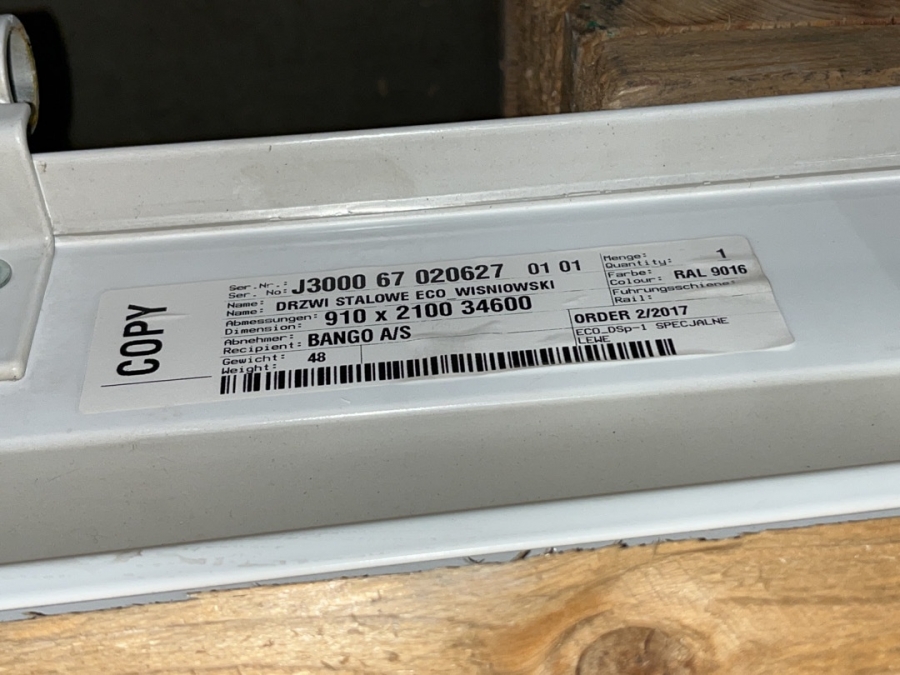 COPY
Ser.Nr.:
Ser. No: J3000 67 020627 01 01
Name:
Name: DRZWI STALOWE ECO WISNIOWSKI
Abmessungen:
Dimension: 910 x 2100 34600
Abnehmer:
Recipient: BANGO A/S
Gewicht: 48
Weight:
Menge: 1
Quantity:
Farbe:
Colour: RAL 9016
Fuhrungsschiene:
Rail:
ORDER 2/2017
ECO_DSp-1 SPECJALNE
LEWE